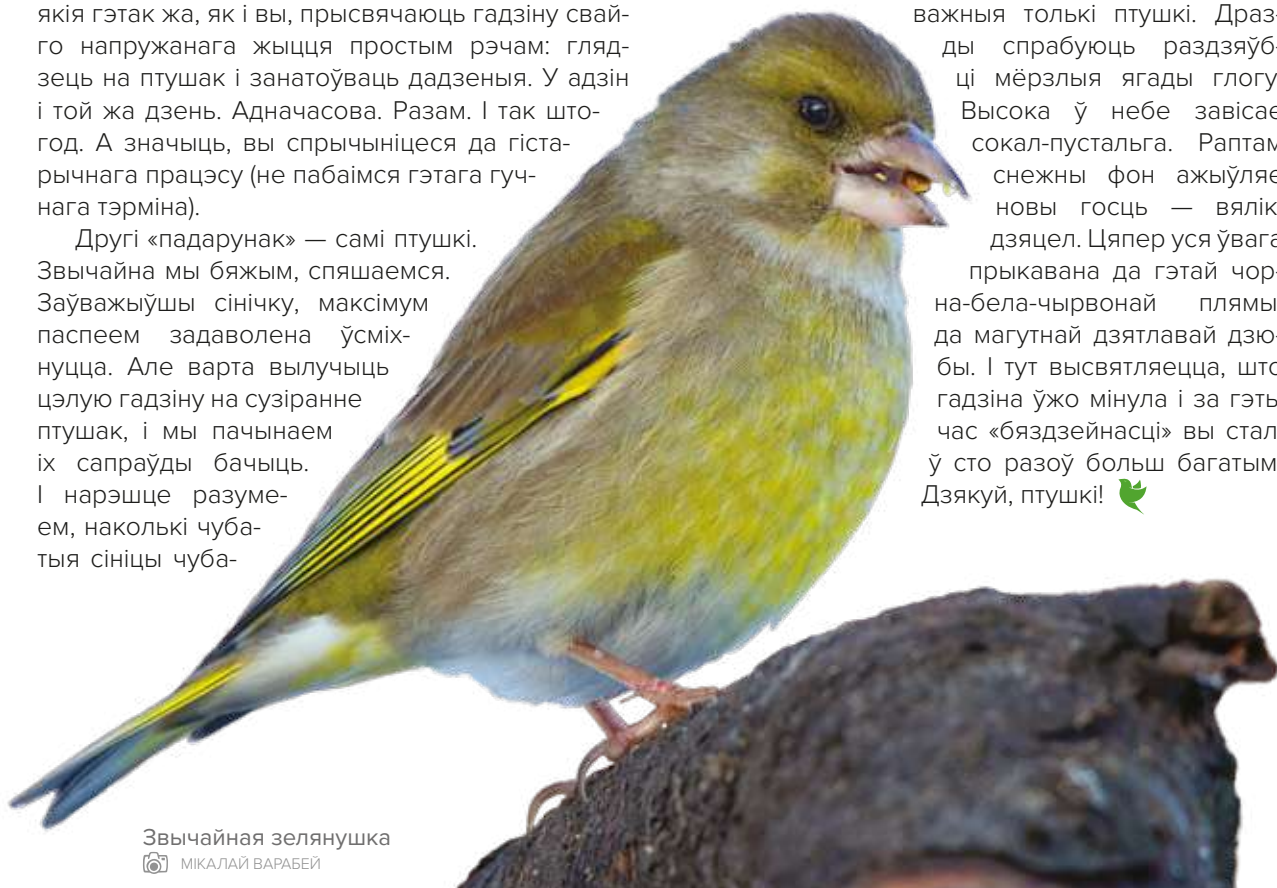 якія гэтак жа, як і вы, прысвячаюць гадзіну свай-
го напружанага жыцця простым рэчам: гляд-
зець на птушак і занатоўваць дадзеныя. У адзін
і той жа дзень. Адначасова. Разам. І так што-
год. А значыць, вы спрычыніцеся да гіста-
рычнага працэсу (не пабаімся гэтага гуч-
нага тэрміна).
Другі «падарунак» — самі птушкі.
Звычайна мы бяжым, спяшаемся.
Заўважыўшы сінічку, максімум
паспеем задаволена ўсміх-
нуцца. Але варта вылучыць
цэлую гадзіну на сузіранне
птушак, і мы пачынаем
іх сапраўды бачыць.
І нарэшце разуме-
ем, наколькі чуба-
тыя сініцы чуба-
важныя толькі птушкі. Драз-
ды спрабуюць раздзяўб-
ці мёрзлыя ягады глогу
Высока ў небе завісае
сокал-пустальга. Раптам
снежны фон ажыўляе
новы госць — вялік
дзяцел. Цяпер уся ўвага
прыкавана да гэтай чор-
на-бела-чырвонай плямы
да магутнай дзятлавай дзю-
бы. І тут высвятляецца, што
гадзіна ўжо мінула і за
час «бяздзейнасці» вы стал
ў сто разоў больш багатым
Дзякуй, птушкі!
Звычайная зелянушка
МІКАЛАЙ ВАРАБЕЙ